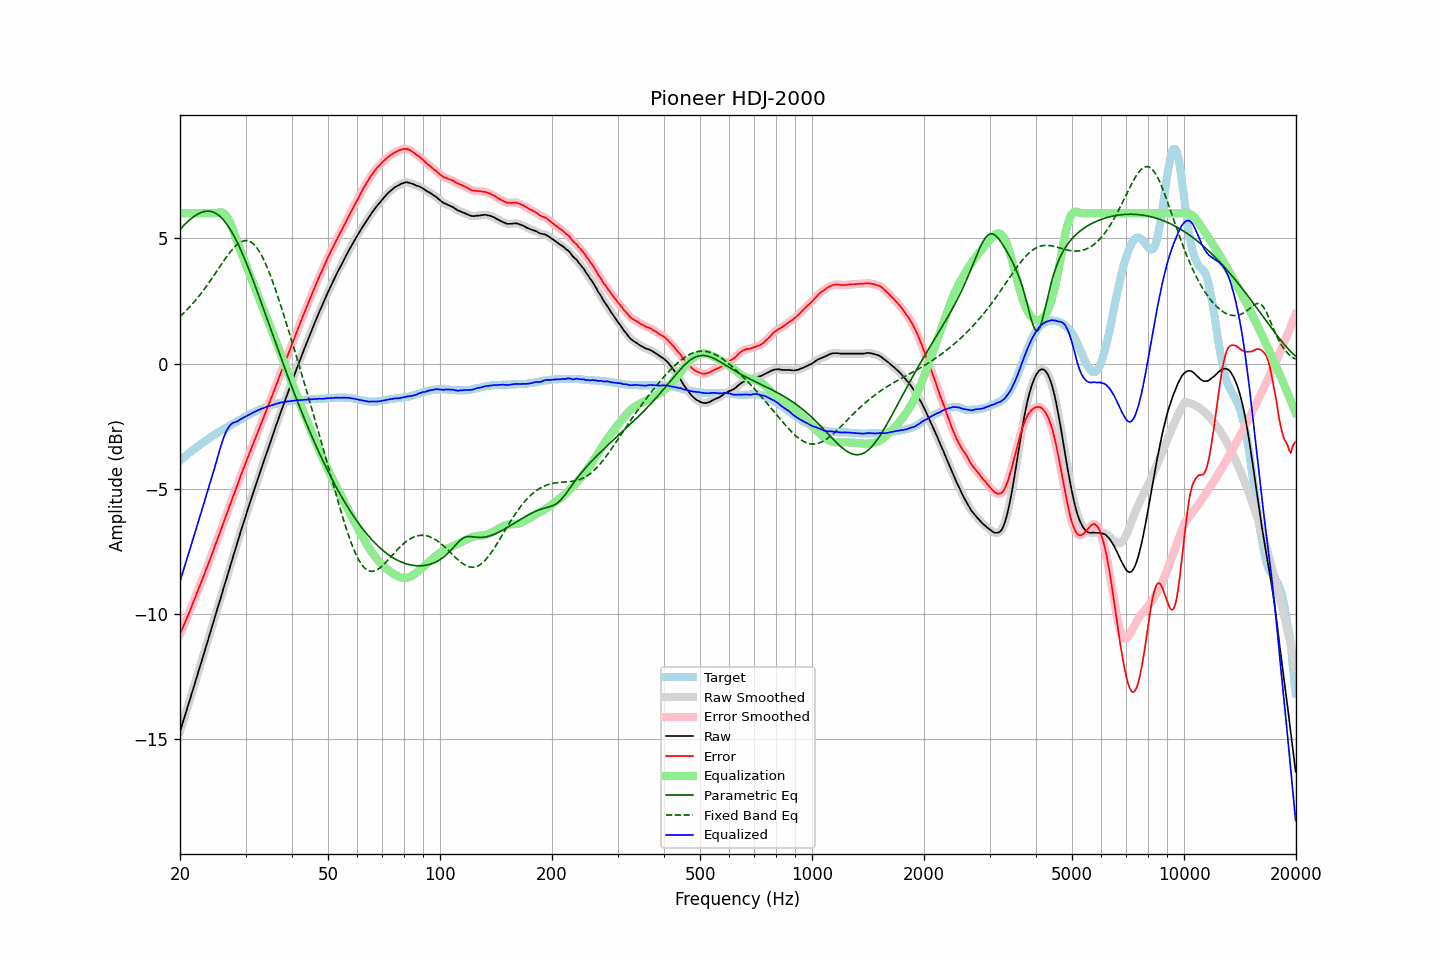 Pioneer HDJ-2000
Amplitude (dBr)
5
0
−5
−10
−15
Target
Raw Smoothed
Error Smoothed
Raw
Error
Equalization
Parametric Eq
Fixed Band Eq
Equalized
20 50 100 200 500 1000 2000 5000 10000 20000
Frequency (Hz)